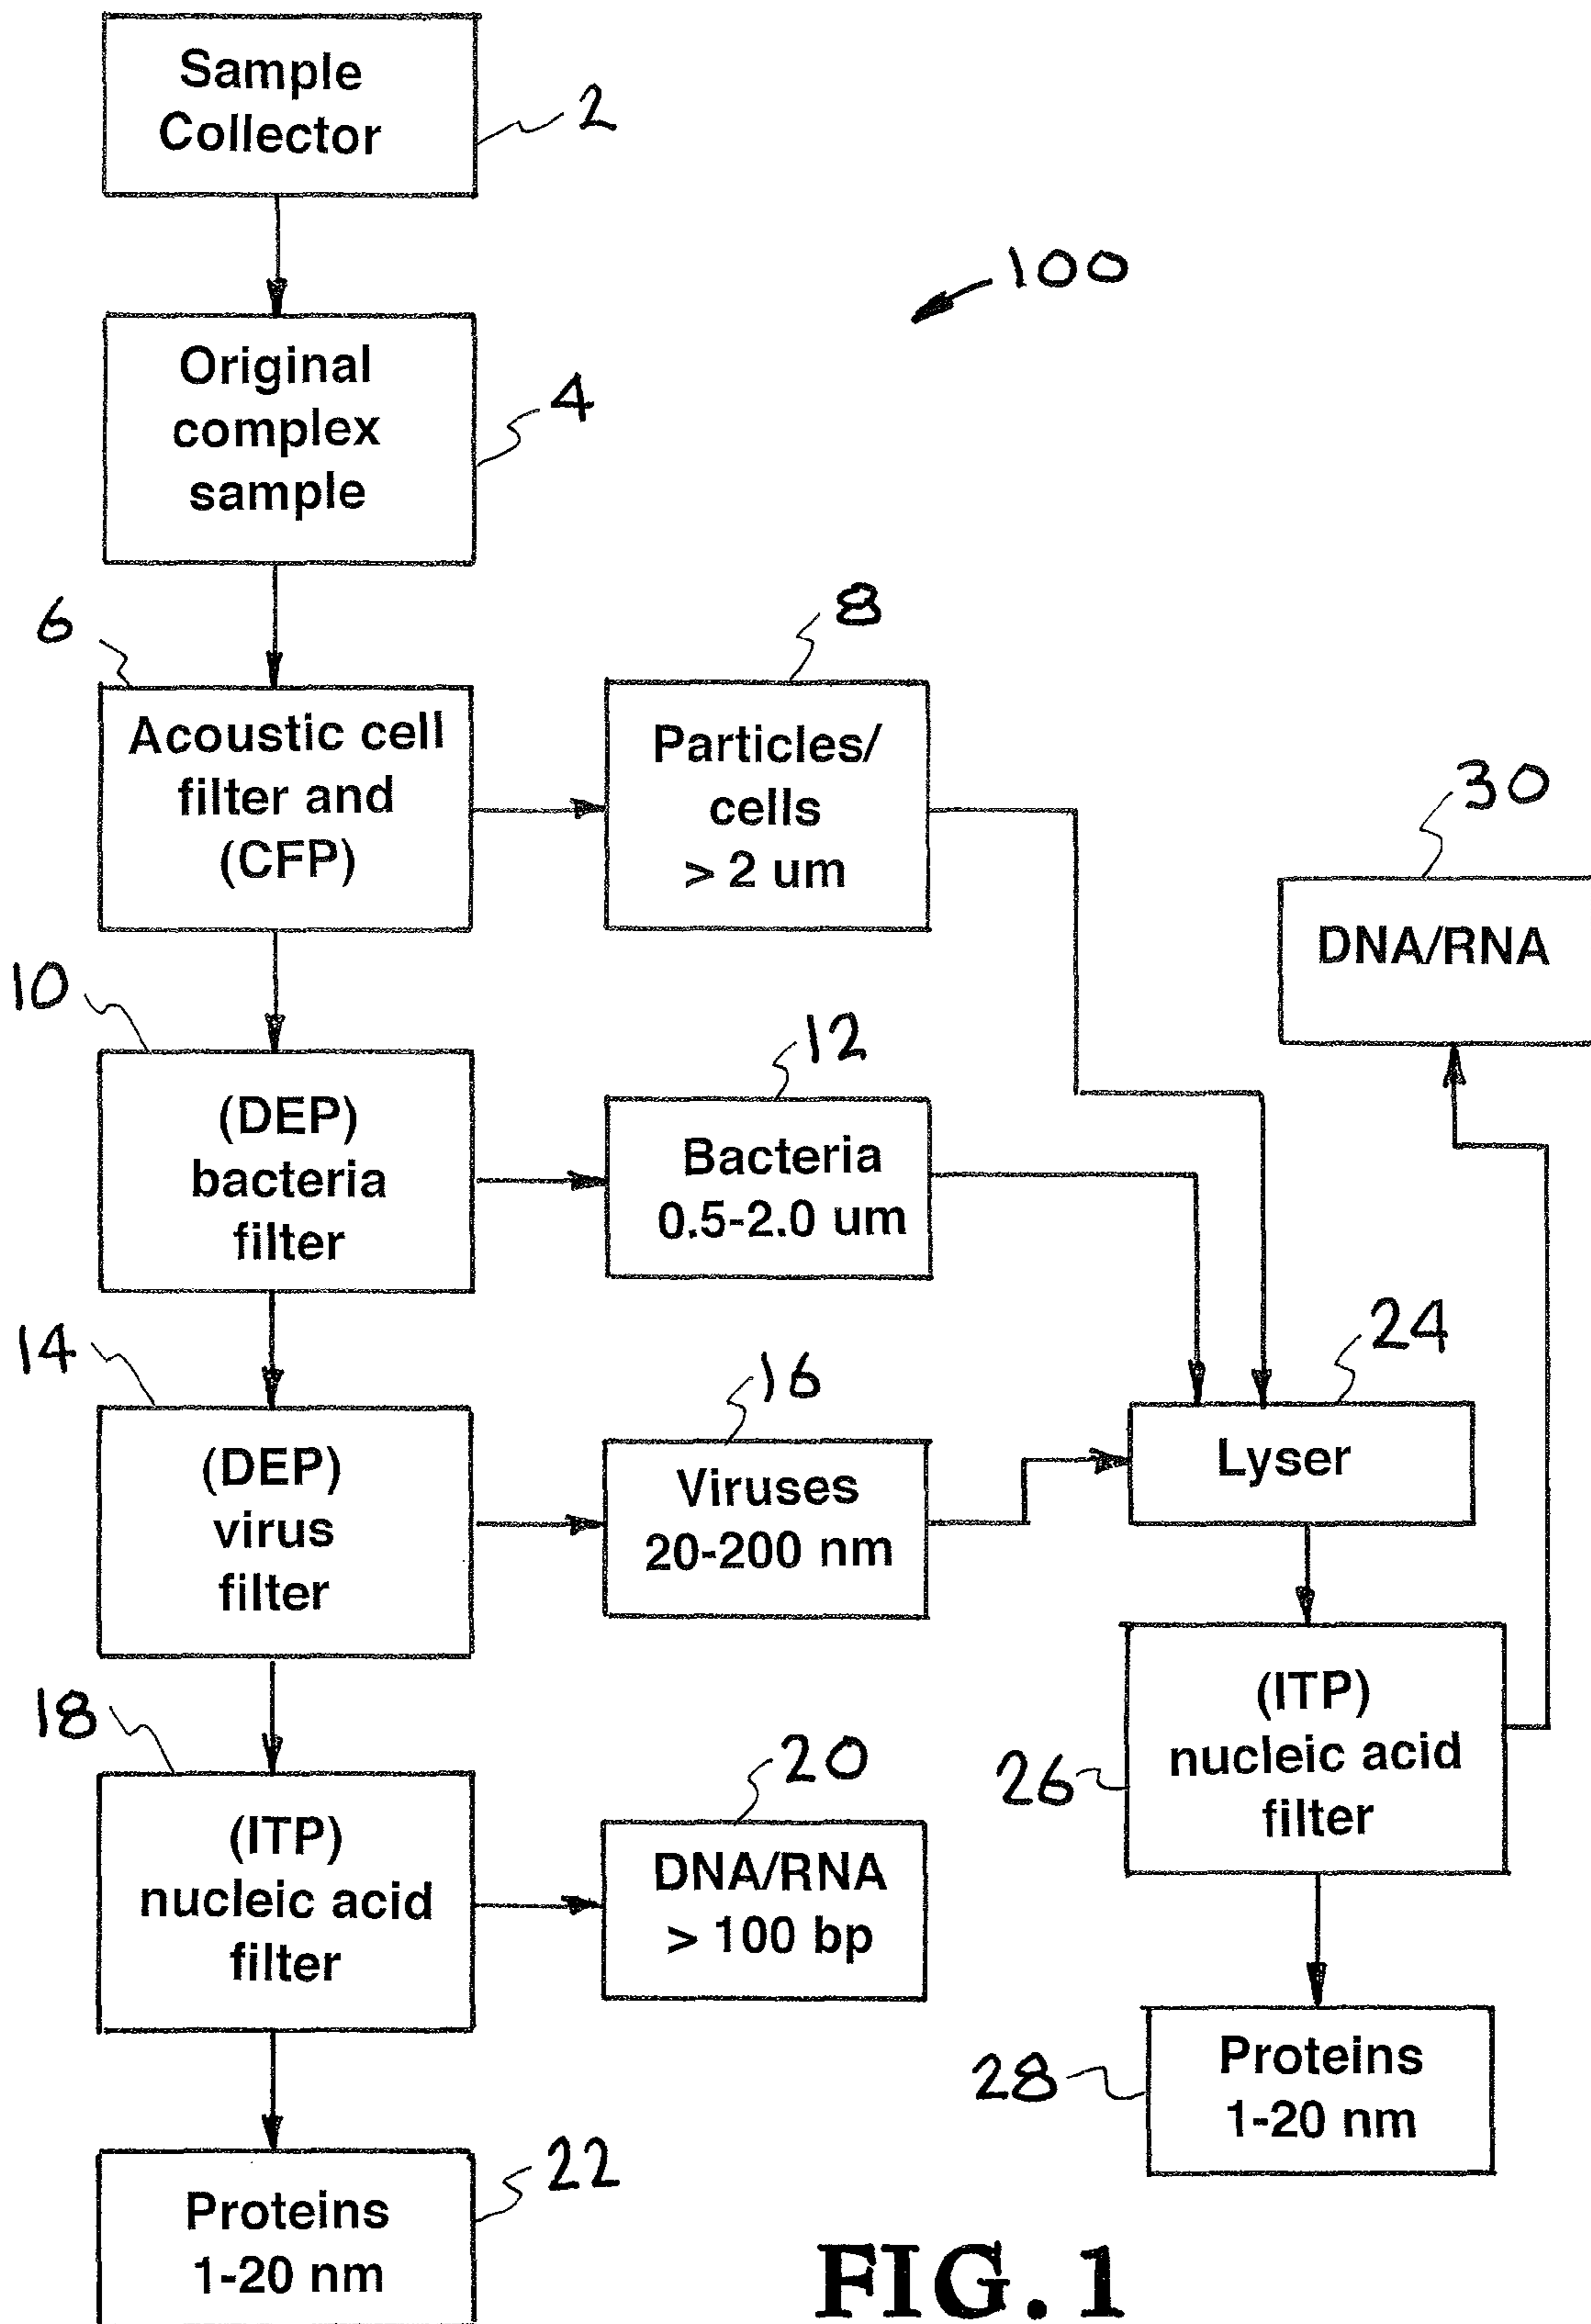 Sample
Collector
2
100
Original
complex
sample
4
6
Acoustic cell
filter and
(CFP)
8
Particles/
cells
> 2 um
30
DNA/RNA
10
(DEP)
bacteria
filter
12
Bacteria
0.5-2.0 um
14
(DEP)
virus
filter
16
Viruses
20-200 nm
24
Lyser
18
(ITP)
nucleic acid
filter
20
DNA/RNA
> 100 bp
26
(ITP)
nucleic acid
filter
28
Proteins
1-20 nm
22
Proteins
1-20 nm
FIG. 1